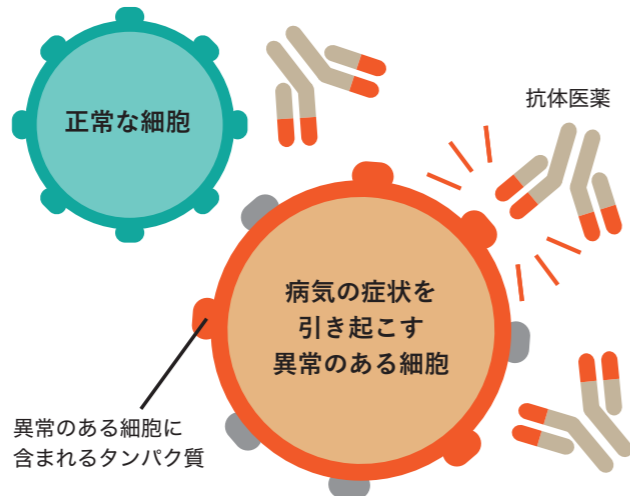 正常な細胞
抗体医薬
病気の症状を
引き起こす
異常のある細胞
異常のある細胞に
含まれるタンパク質